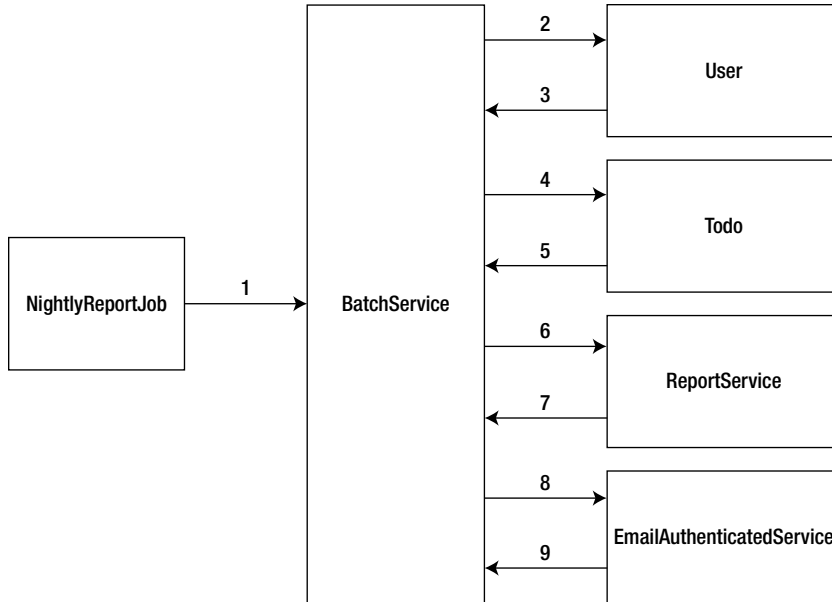 2
User
3
4
Todo
5
NightlyReportJob
1
BatchService
6
ReportService
7
8
EmailAuthenticatedService
9